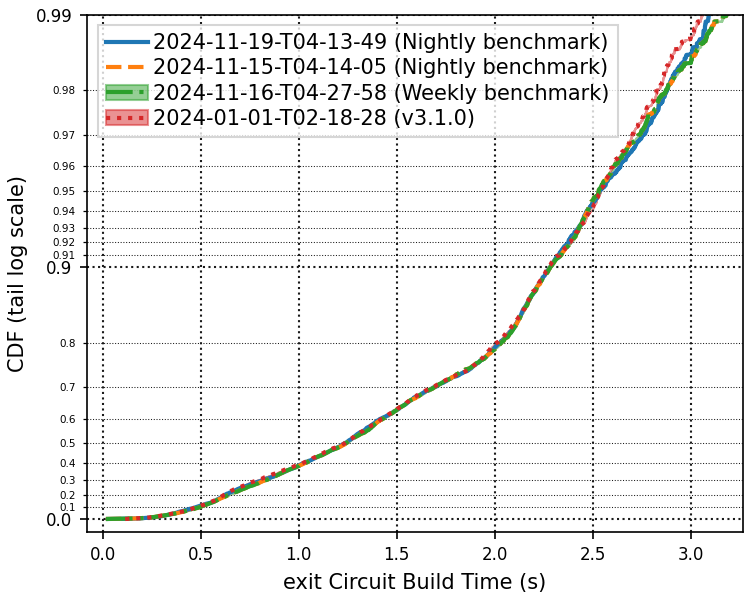 0.99
2024-11-19-T04-13-49 (Nightly benchmark)
2024-11-15-T04-14-05 (Nightly benchmark)
2024-11-16-T04-27-58 (Weekly benchmark)
2024-01-01-T02-18-28 (v3.1.0)
0.98
0.97
0.96
0.95
0.94
0.93
0.92
0.91
0.9
0.8
0.7
0.6
0.5
0.4
0.3
0.2
0.1
0.0
CDF (tail log scale)
0.0 0.5 1.0 1.5 2.0 2.5 3.0
exit Circuit Build Time (s)